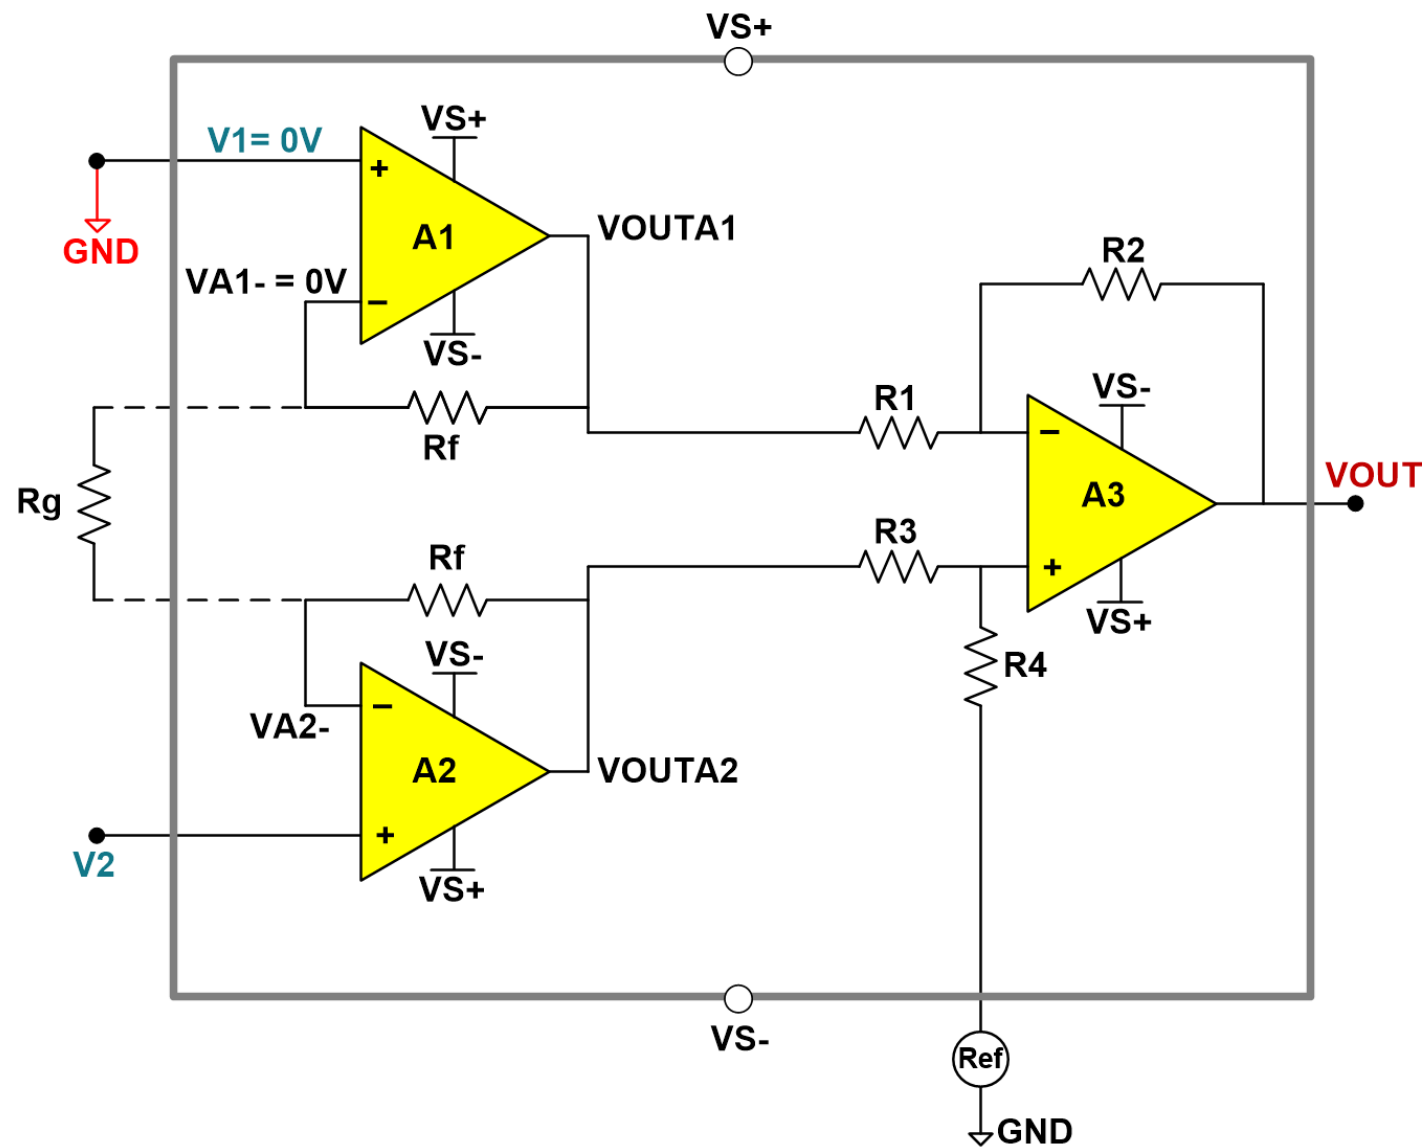 VS+
V1= 0V
VS+
+
A1
VOUTA1
GND
VA1- = 0V
−
VS-
R2
Rf
R1
VS-
−
Rg
A3
VOUT
Rf
R3
+
VS+
VS-
R4
VA2-
−
A2
VOUTA2
+
V2
VS+
VS-
Ref
GND